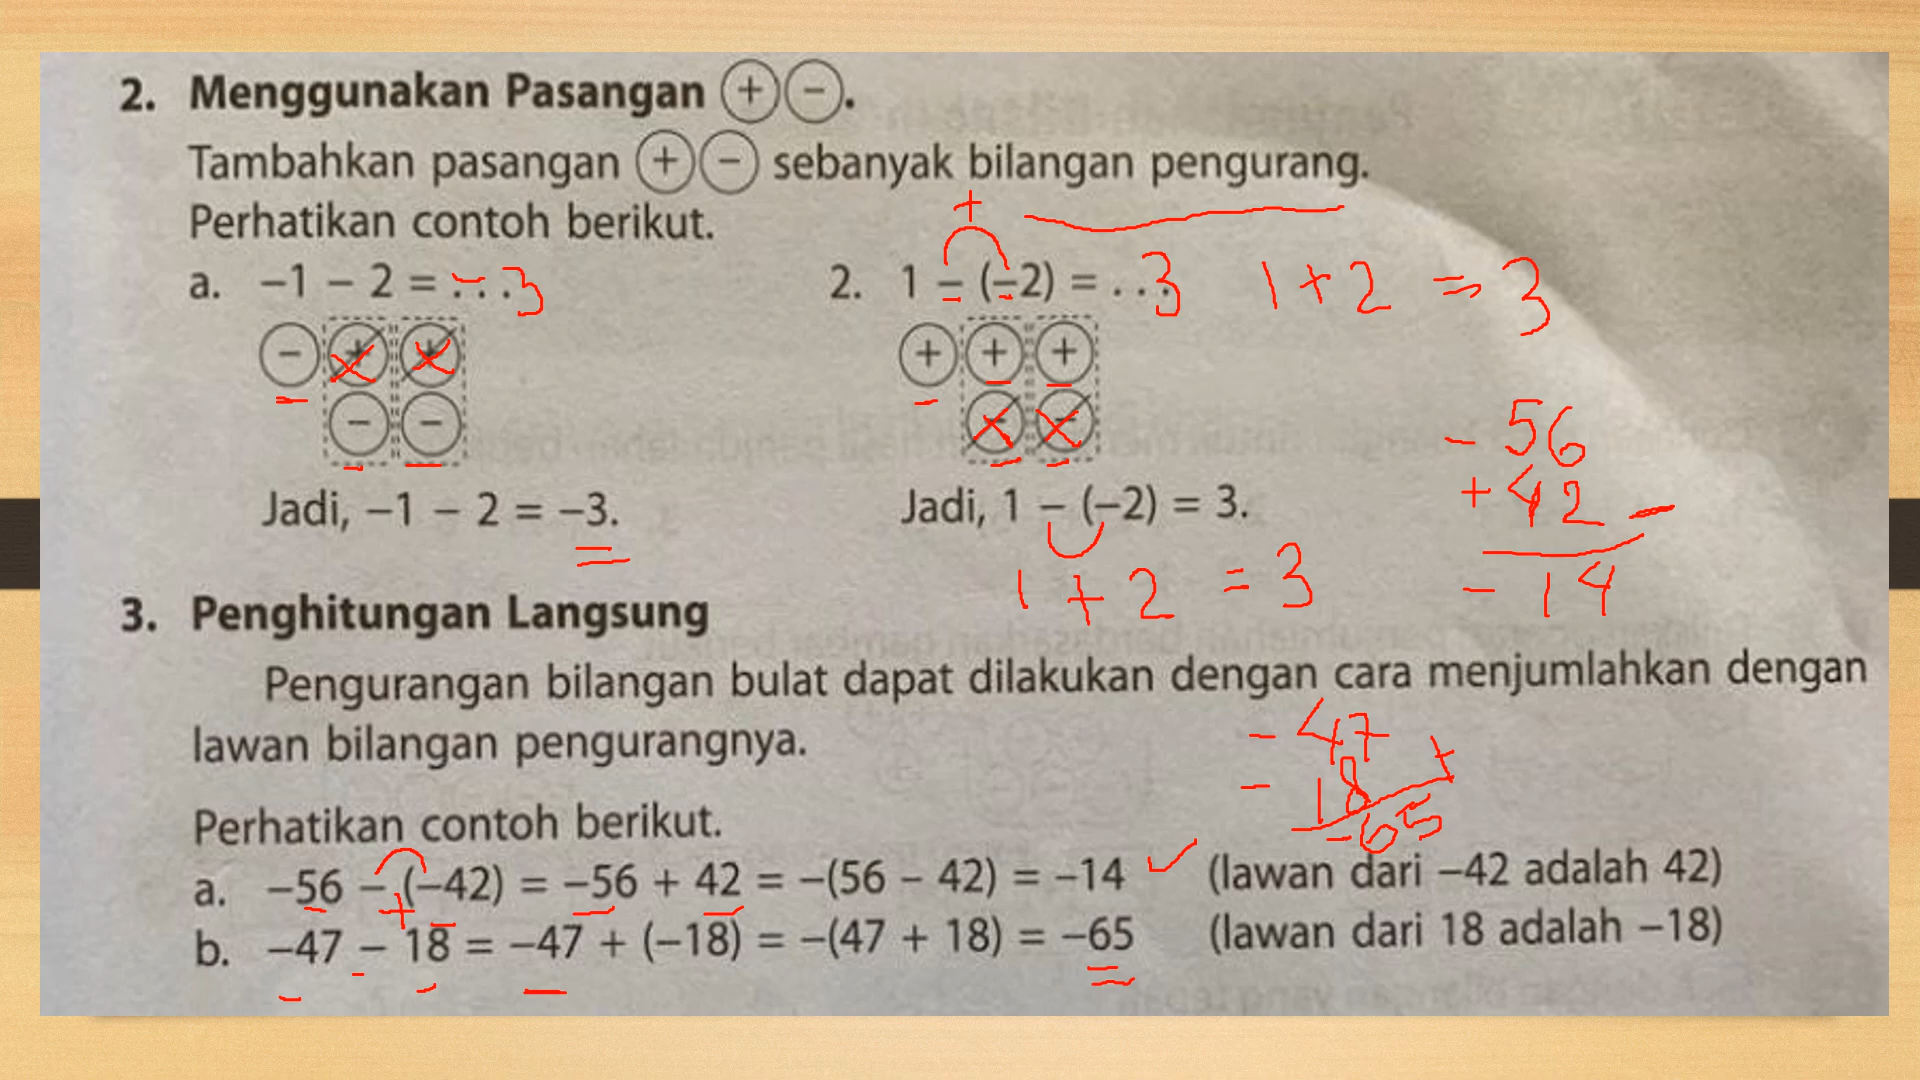 2. Menggunakan Pasangan + −.
Tambahkan pasangan + − sebanyak bilangan pengurang.
Perhatikan contoh berikut.
+
a. −1 − 2 = . . . −3
2. 1 − (−2) = . . . 3
1 + 2 = 3
− + +
− −
+ + +
− −
Jadi, −1 − 2 = −3.
Jadi, 1 − (−2) = 3.
1 + 2 = 3
− 56
+ 42 −
− 14
3. Penghitungan Langsung
Pengurangan bilangan bulat dapat dilakukan dengan cara menjumlahkan dengan
lawan bilangan pengurangnya.
− 47
− 18 +
−65
Perhatikan contoh berikut.
a. −56 − (−42) = −56 + 42 = −(56 − 42) = −14 ✓ (lawan dari −42 adalah 42)
+
b. −47 − 18 = −47 + (−18) = −(47 + 18) = −65 (lawan dari 18 adalah −18)